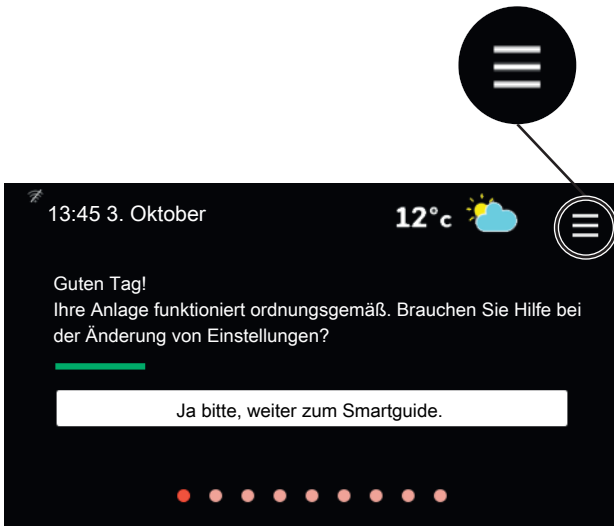 13:45 3. Oktober
12°c
Guten Tag!
Ihre Anlage funktioniert ordnungsgemäß. Brauchen Sie Hilfe bei
der Änderung von Einstellungen?
Ja bitte, weiter zum Smartguide.